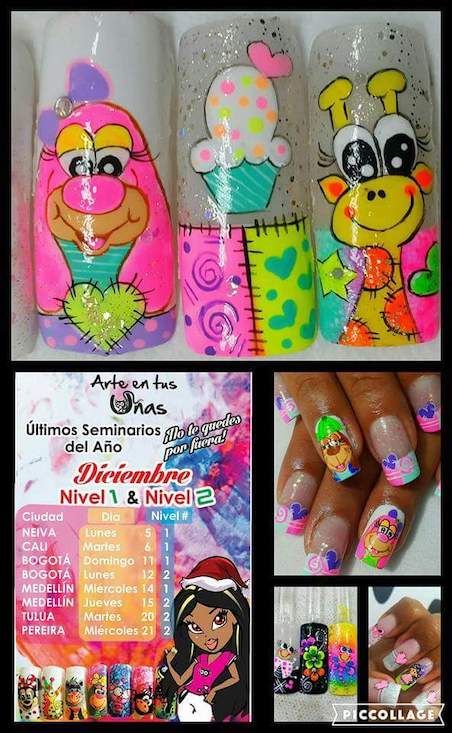 Arte en tus
Uñas
Últimos Seminarios
del Año
¡No te quedes
por fuera!
Diciembre
Nivel 1 & Nivel 2
Ciudad Dia Nivel #
NEIVA Lunes 5 1
CALI Martes 6 1
BOGOTÁ Domingo 11 1
BOGOTÁ Lunes 12 2
MEDELLÍN Miércoles 14 1
MEDELLÍN Jueves 15 2
TULUA Martes 20 2
PEREIRA Miércoles 21 2
PICCOLLAGE